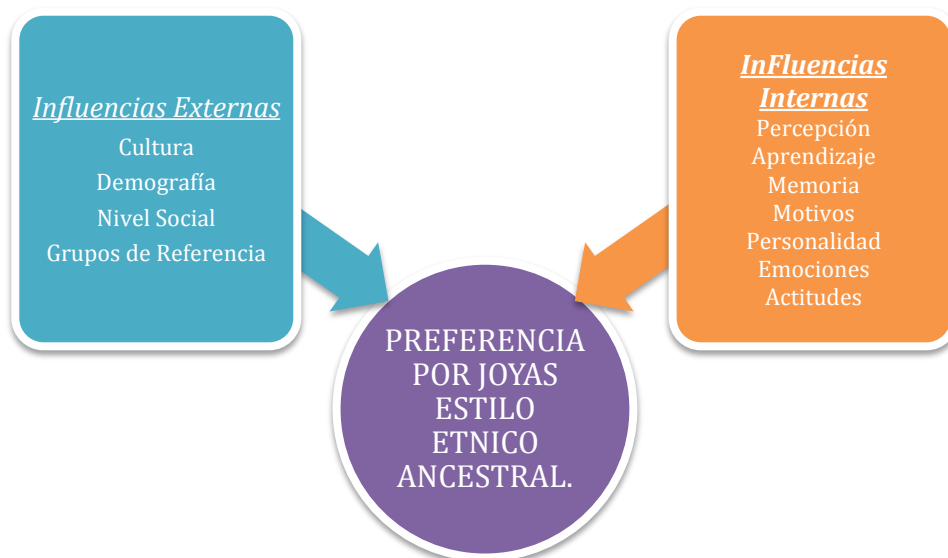 Influencias Externas
Cultura
Demografía
Nivel Social
Grupos de Referencia
InFluencias
Internas
Percepción
Aprendizaje
Memoria
Motivos
Personalidad
Emociones
Actitudes
PREFERENCIA
POR JOYAS
ESTILO
ETNICO
ANCESTRAL.